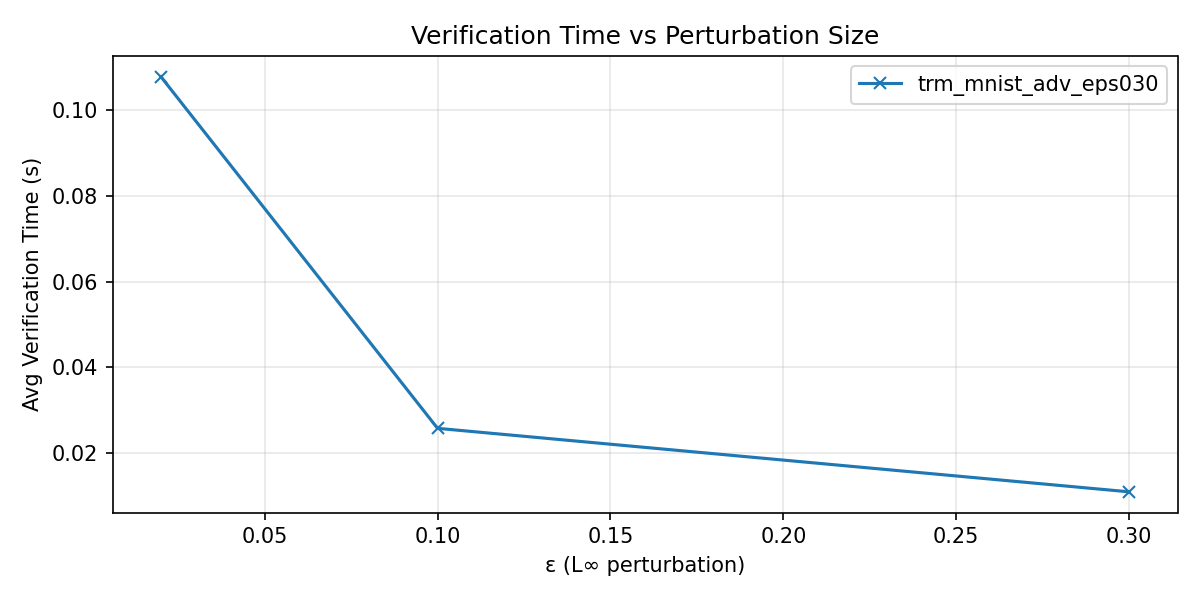 Verification Time vs Perturbation Size
trm_mnist_adv_eps030
Avg Verification Time (s)
0.10
0.08
0.06
0.04
0.02
0.05 0.10 0.15 0.20 0.25 0.30
ε (L∞ perturbation)